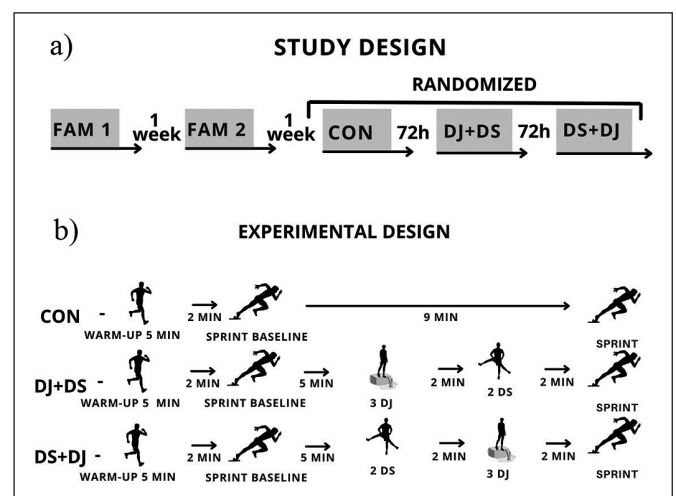 a)
STUDY DESIGN
RANDOMIZED
FAM 1 1 week FAM 2 1 week CON 72h DJ+DS 72h DS+DJ
b)
EXPERIMENTAL DESIGN
CON - 2 MIN 9 MIN
WARM-UP 5 MIN SPRINT BASELINE SPRINT
DJ+DS - 2 MIN 5 MIN 2 MIN 2 MIN
WARM-UP 5 MIN SPRINT BASELINE 3 DJ 2 DS SPRINT
DS+DJ - 2 MIN 5 MIN 2 MIN 2 MIN
WARM-UP 5 MIN SPRINT BASELINE 2 DS 3 DJ SPRINT